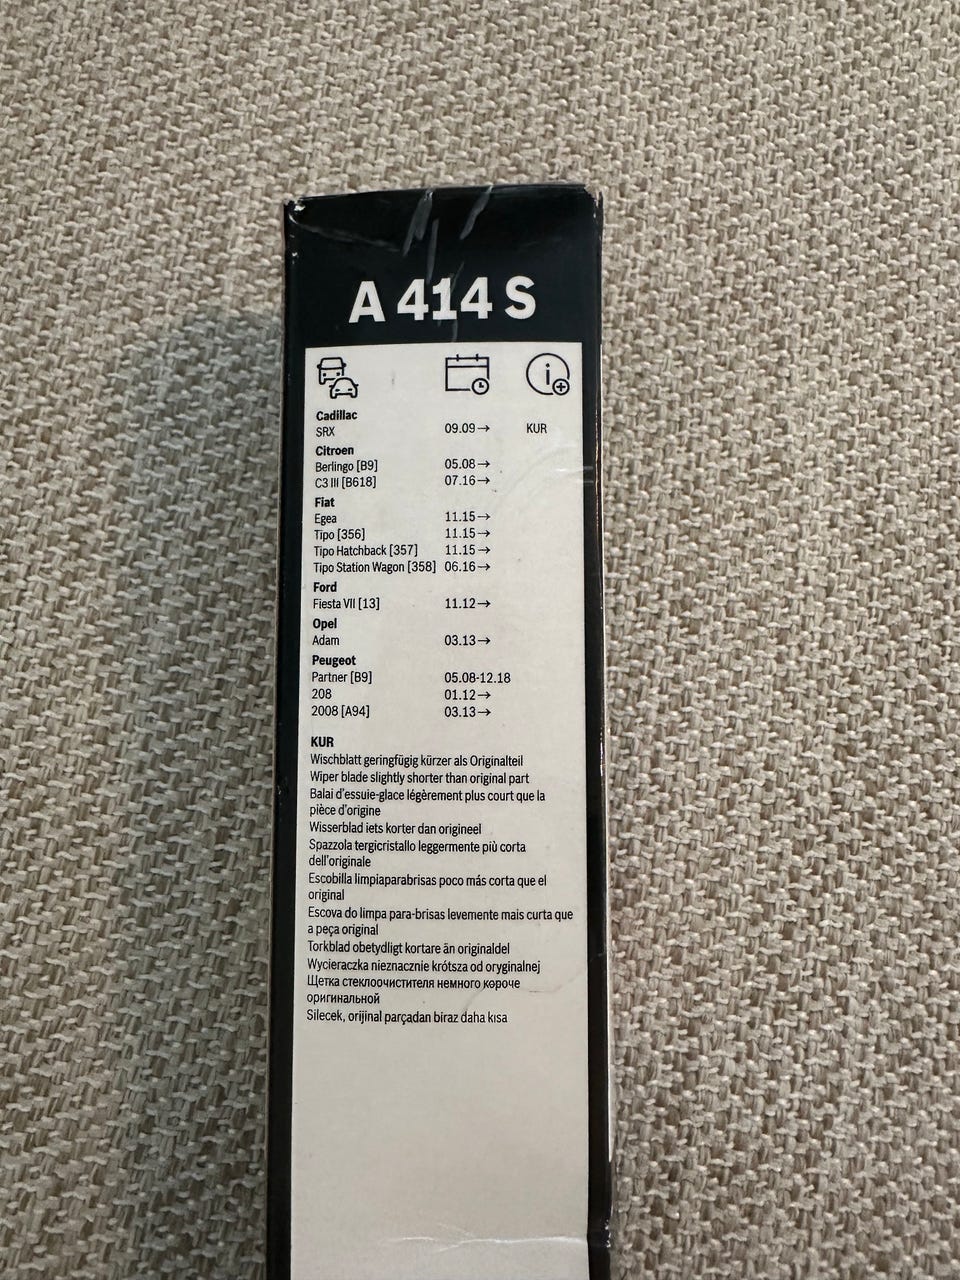 A 414 S
Cadillac
SRX 09.09→ KUR
Citroen
Berlingo [B9] 05.08→
C3 III [B618] 07.16→
Fiat
Egea 11.15→
Tipo [356] 11.15→
Tipo Hatchback [357] 11.15→
Tipo Station Wagon [358] 06.16→
Ford
Fiesta VII [13] 11.12→
Opel
Adam 03.13→
Peugeot
Partner [B9] 05.08-12.18
208 01.12→
2008 [A94] 03.13→
KUR
Wischblatt geringfügig kürzer als Originalteil
Wiper blade slightly shorter than original part
Balai d'essuie-glace légèrement plus court que la
pièce d'origine
Wisserblad iets korter dan origineel
Spazzola tergicristallo leggermente più corta
dell'originale
Escobilla limpiaparabrisas poco más corta que el
original
Escova do limpa para-brisas levemente mais curta que
a peça original
Torkblad obetydligt kortare än originaldel
Wycieraczka nieznacznie krótsza od oryginalnej
Щетка стеклоочистителя немного короче
оригинальной
Silecek, orijinal parçadan biraz daha kısa